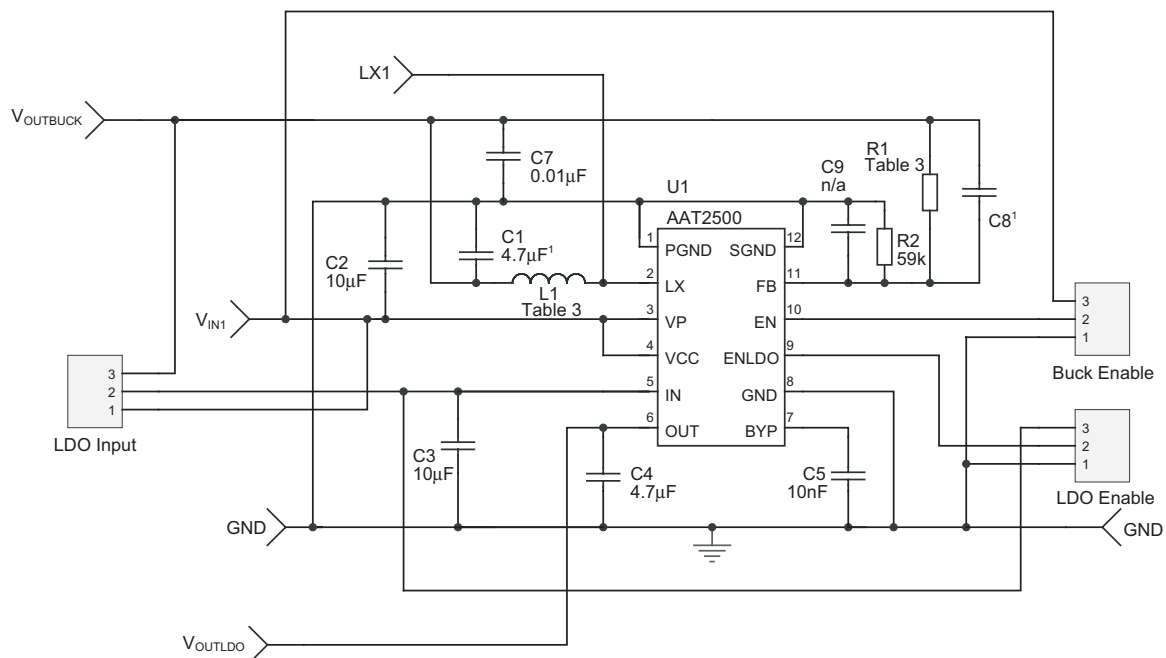 LX1
VOUTBUCK
C7
0.01μF
C9
n/a
R1
Table 3
U1
AAT2500
C8¹
C1
4.7μF¹
C2
10μF
R2
59k
1
PGND
SGND
12
2
LX
FB
11
L1
Table 3
3
VP
EN
10
4
VCC
ENLDO
9
5
IN
GND
8
6
OUT
BYP
7
VIN1
3
2
1
Buck Enable
3
2
1
LDO Input
3
2
1
LDO Enable
C3
10μF
C4
4.7μF
C5
10nF
GND
GND
VOUTLDO